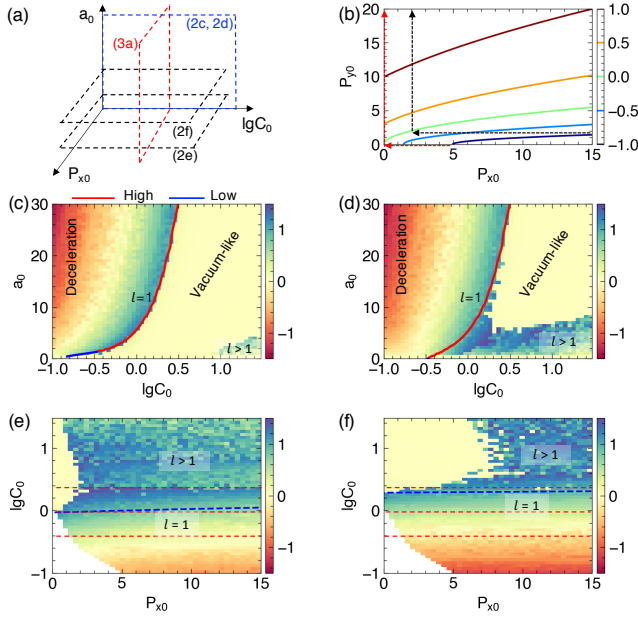 (a)
a0
(2c, 2d)
(3a)
lgC0
(2f)
(2e)
Px0
(b)
20
15
10
5
0
Py0
0
5
10
15
Px0
1.0
0.5
0.0
−0.5
−1.0
High
Low
(c)
30
20
10
0
a0
Deceleration
l = 1
Vacuum-like
l > 1
−1.0
−0.5
0.0
0.5
1.0
lgC0
1
0
−1
(d)
30
20
10
0
a0
Deceleration
l = 1
Vacuum-like
l > 1
−1.0
−0.5
0.0
0.5
1.0
lgC0
1
0
−1
(e)
1
0
−1
lgC0
l > 1
l = 1
0
5
10
15
Px0
1
0
−1
(f)
1
0
−1
lgC0
l > 1
l = 1
0
5
10
15
Px0
1
0
−1